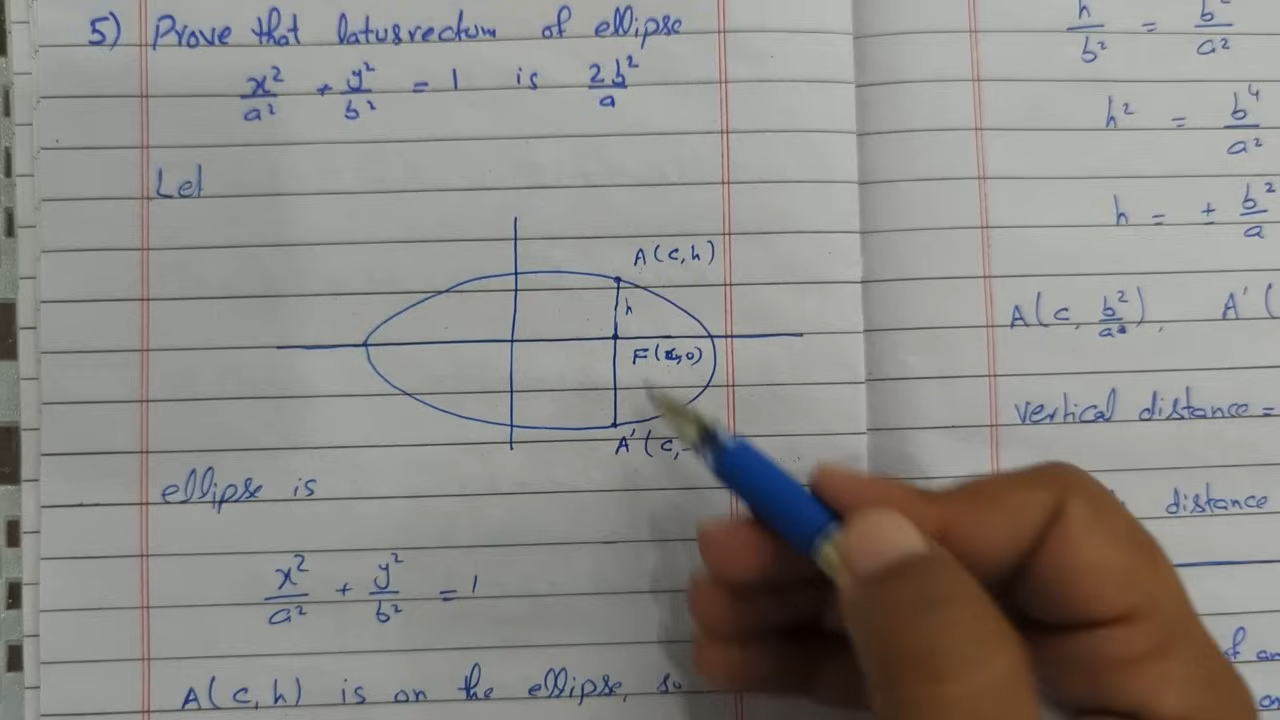 5) Prove that latusrectum of ellipse
x²/a² + y²/b² = 1 is 2b²/a
Let
A(c, h)
h
F(c,0)
A'(c,-
ellipse is
x²/a² + y²/b² = 1
A(c, h) is on the ellipse, so
h/b² = b²/a²
h² = b⁴/a²
h = ± b²/a
A(c, b²/a), A'(
vertical distance =
distance